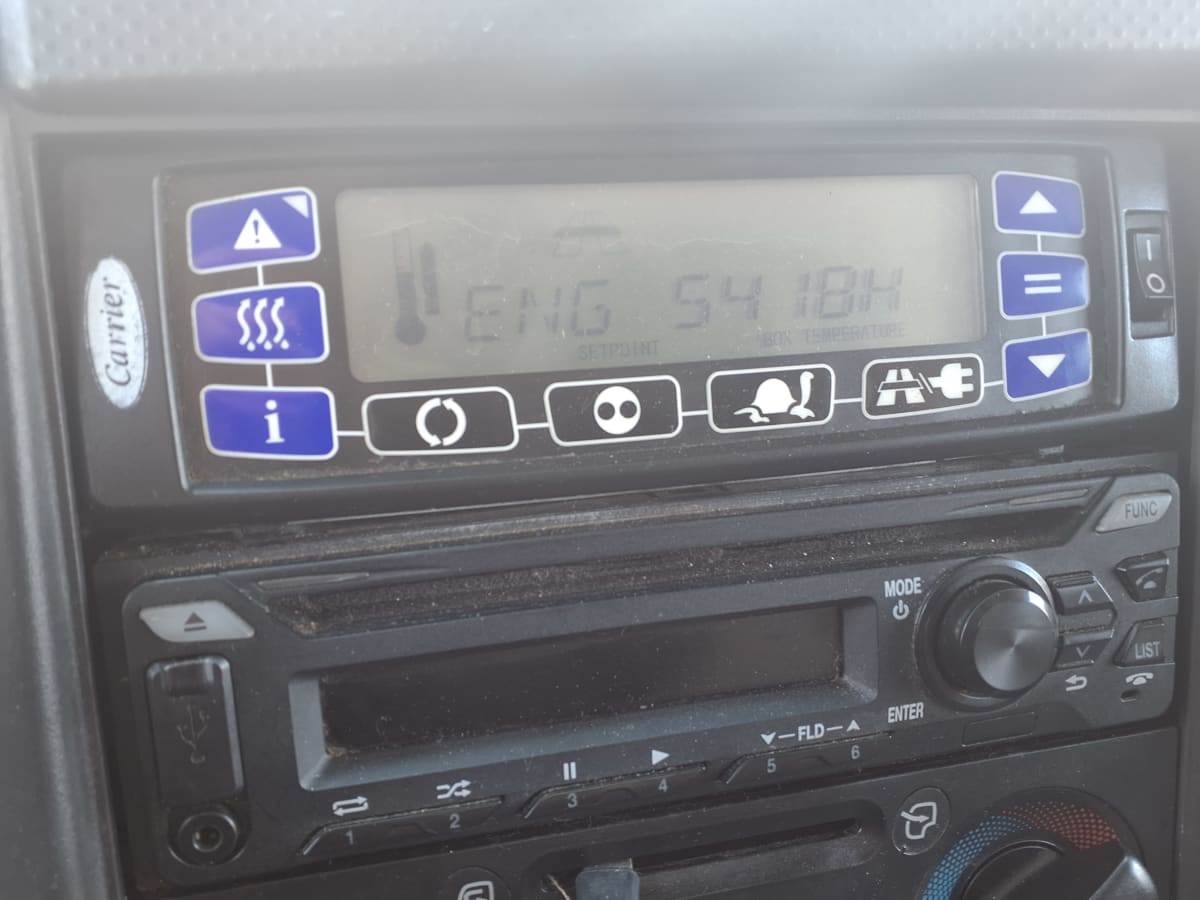 Carrier
ENG 5418H
SETPOINT
BOX TEMPERATURE
i
I
O
FUNC
MODE
LIST
ENTER
FLD
1
2
3
4
5
6